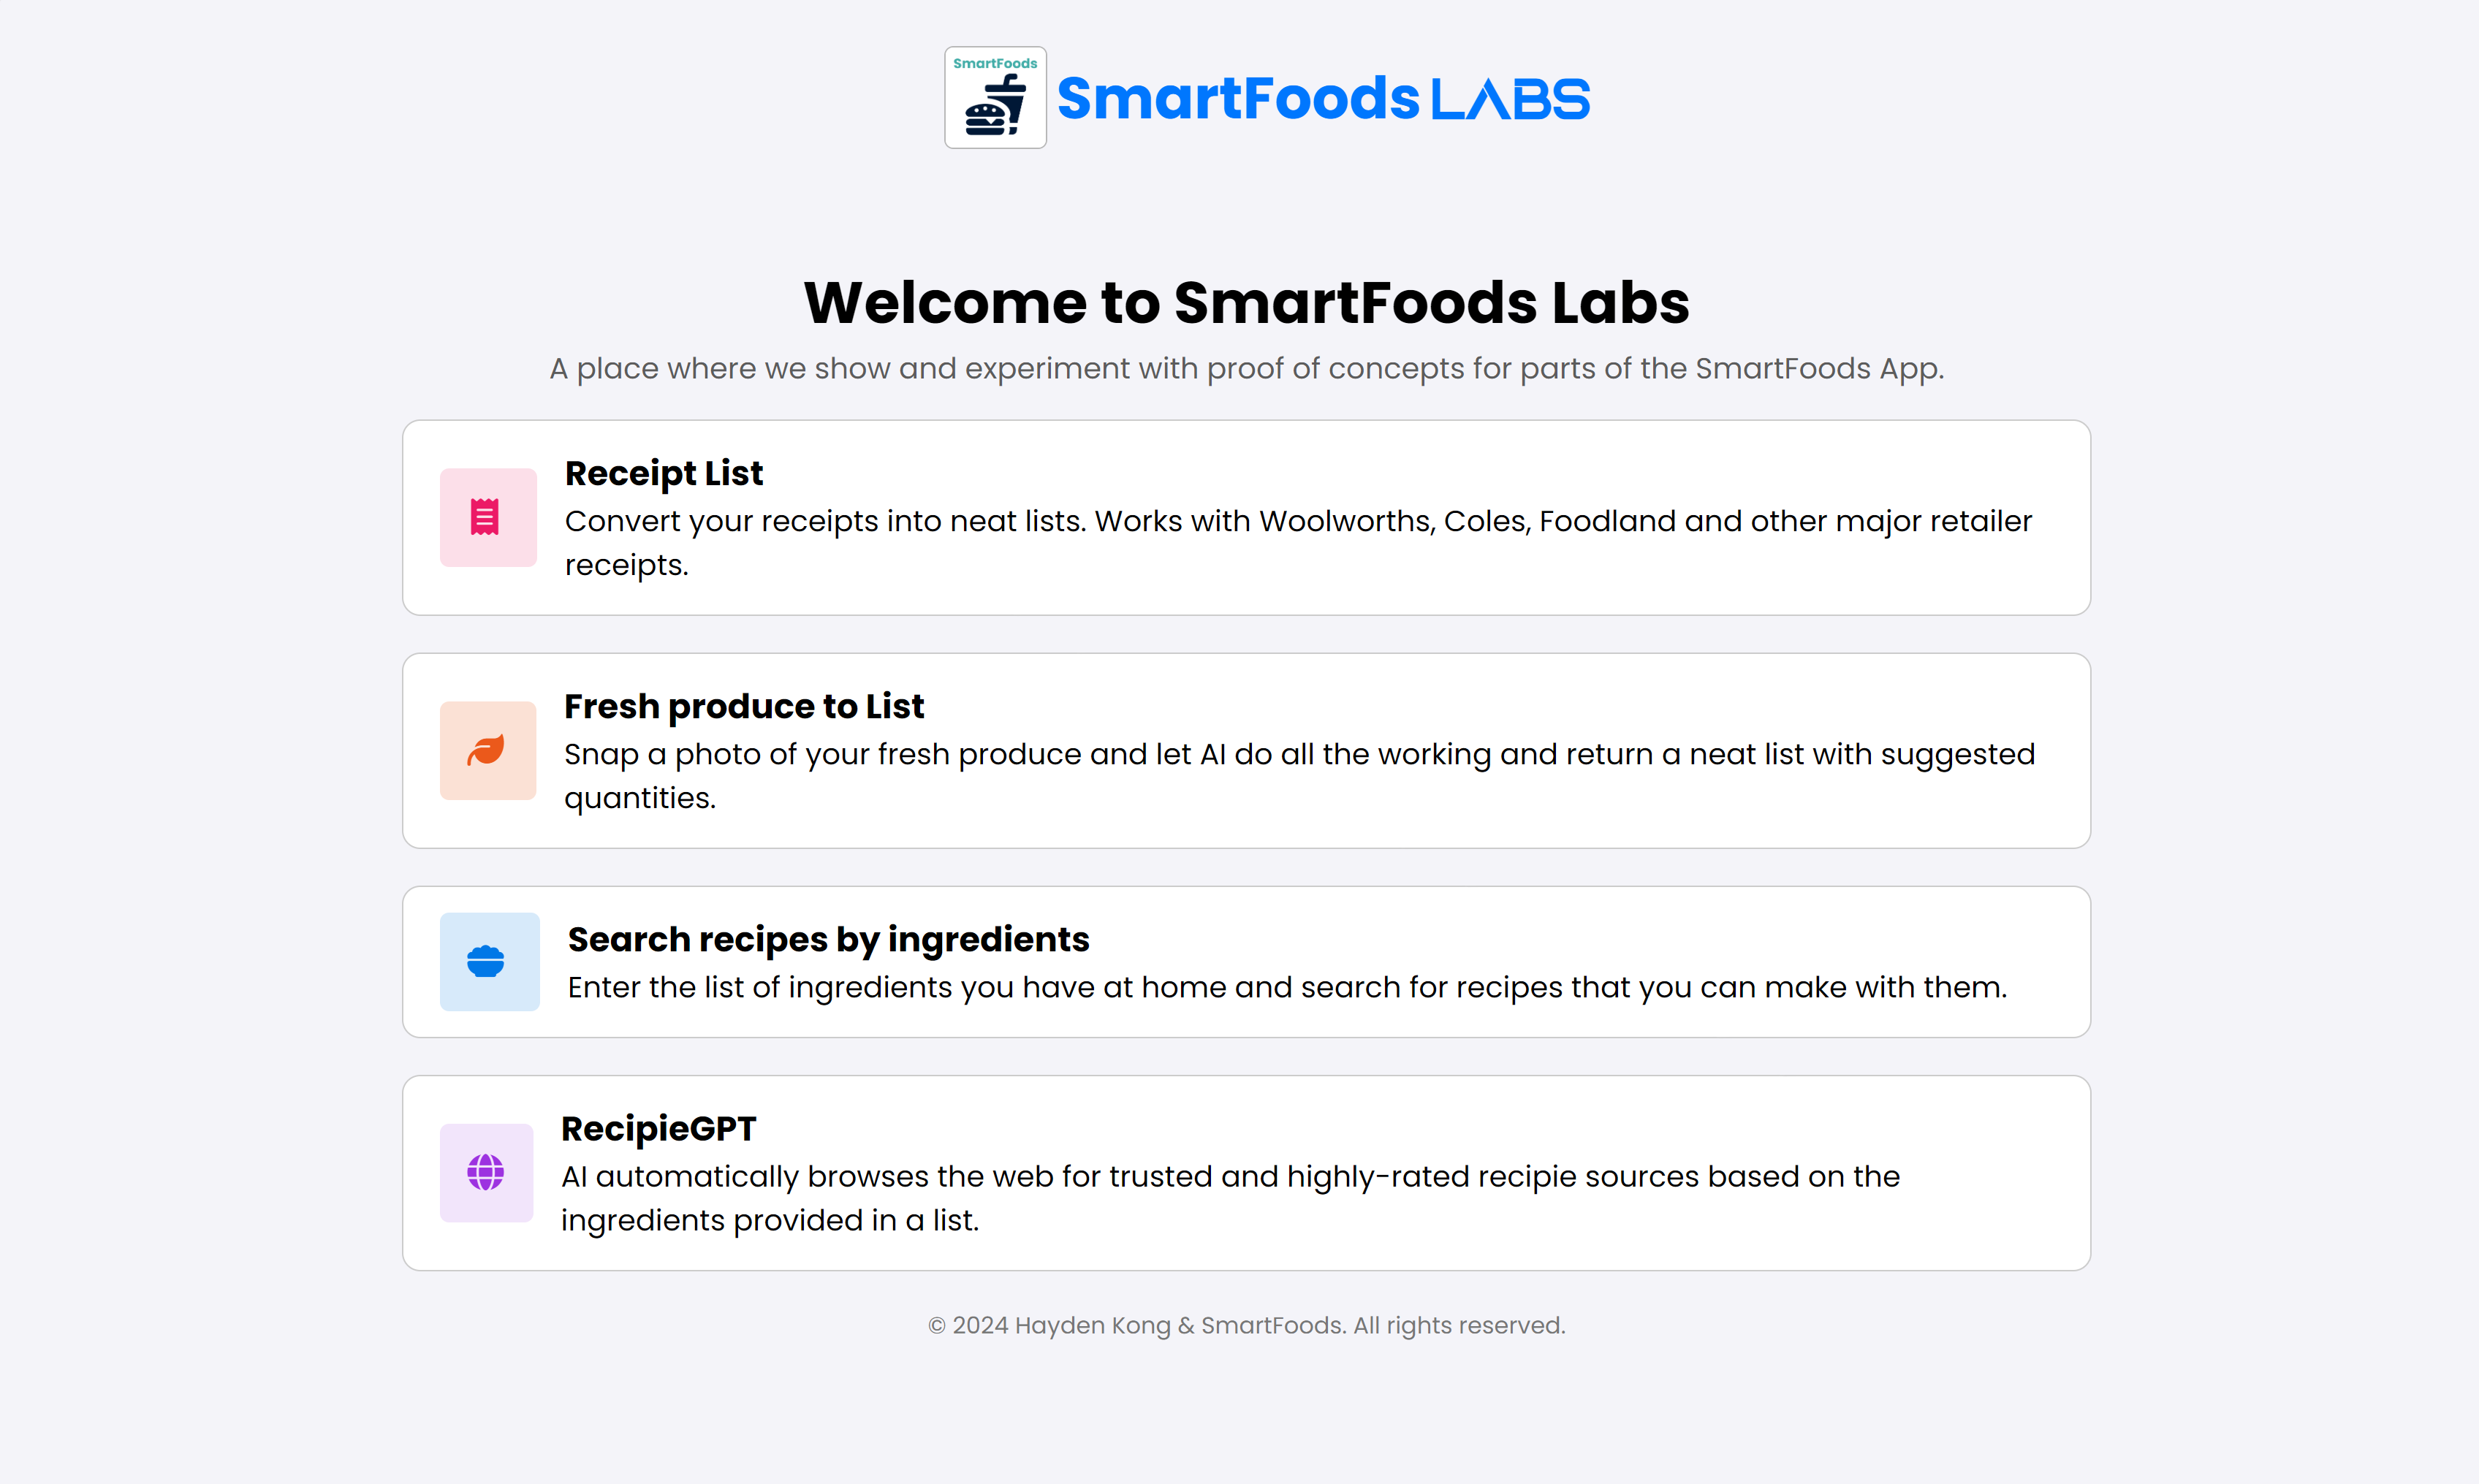 SmartFoods
SmartFoods LABS
Welcome to SmartFoods Labs
A place where we show and experiment with proof of concepts for parts of the SmartFoods App.
Receipt List
Convert your receipts into neat lists. Works with Woolworths, Coles, Foodland and other major retailer
receipts.
Fresh produce to List
Snap a photo of your fresh produce and let AI do all the working and return a neat list with suggested
quantities.
Search recipes by ingredients
Enter the list of ingredients you have at home and search for recipes that you can make with them.
RecipieGPT
AI automatically browses the web for trusted and highly-rated recipie sources based on the
ingredients provided in a list.
© 2024 Hayden Kong & SmartFoods. All rights reserved.